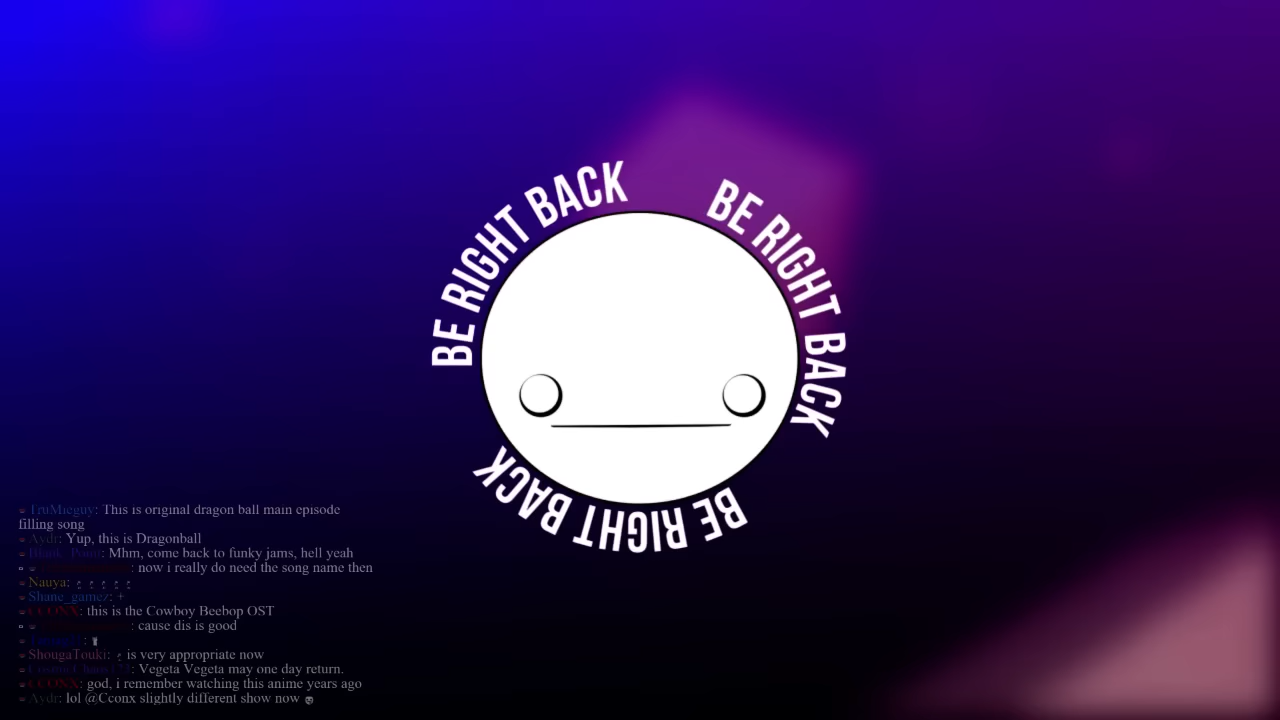 BE RIGHT BACK
BE RIGHT BACK
BE RIGHT BACK
TruMieguy: This is original dragon ball main episode
filling song
Aydr: Yup, this is Dragonball
: Mhm, come back to funky jams, hell yeah
: now i really do need the song name then
Nauya:
Shane_gamez: +
CCONX: this is the Cowboy Beebop OST
: cause dis is good
:
ShougaTouki: is very appropriate now
: Vegeta Vegeta may one day return.
CCONX: god, i remember watching this anime years ago
Aydr: lol @Cconx slightly different show now